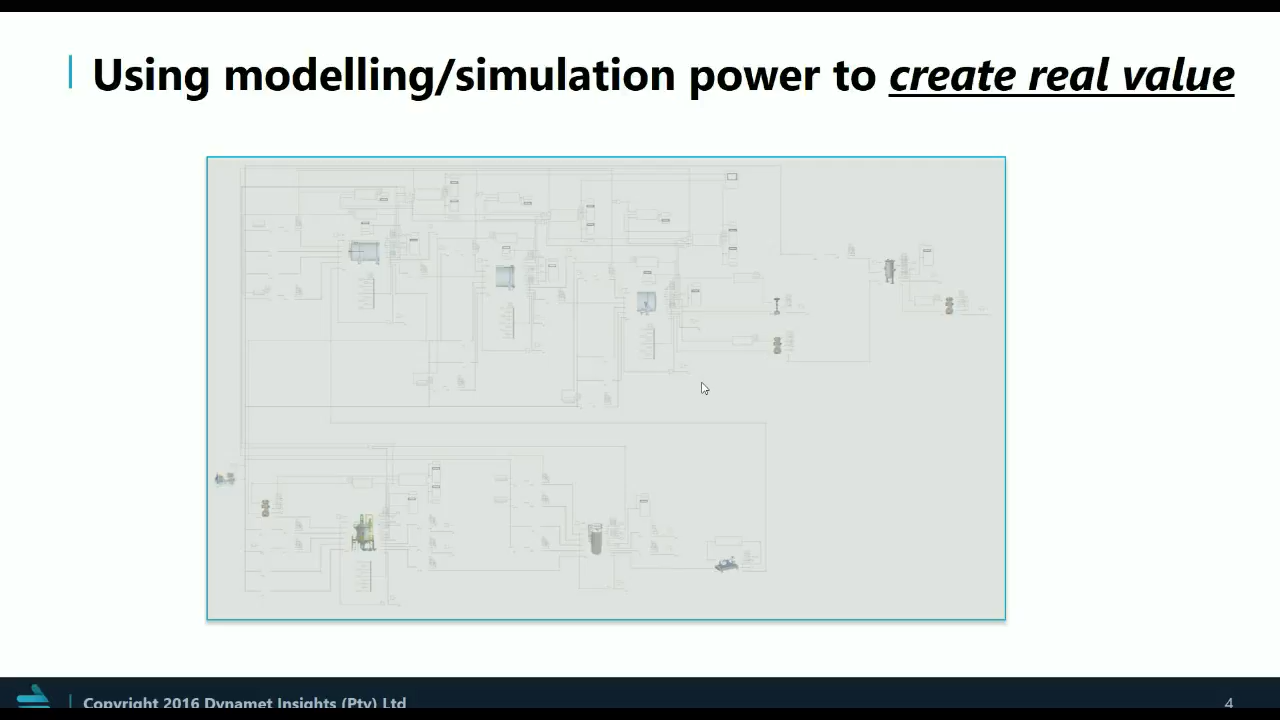 Using modelling/simulation power to create real value
Copyright 2016 Dynamet Insights (Pty) Ltd
4